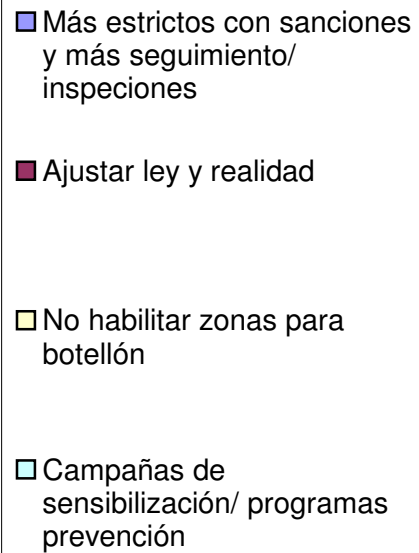 Más estrictos con sanciones
y más seguimiento/
inspeciones
Ajustar ley y realidad
No habilitar zonas para
botellón
Campañas de
sensibilización/ programas
prevención